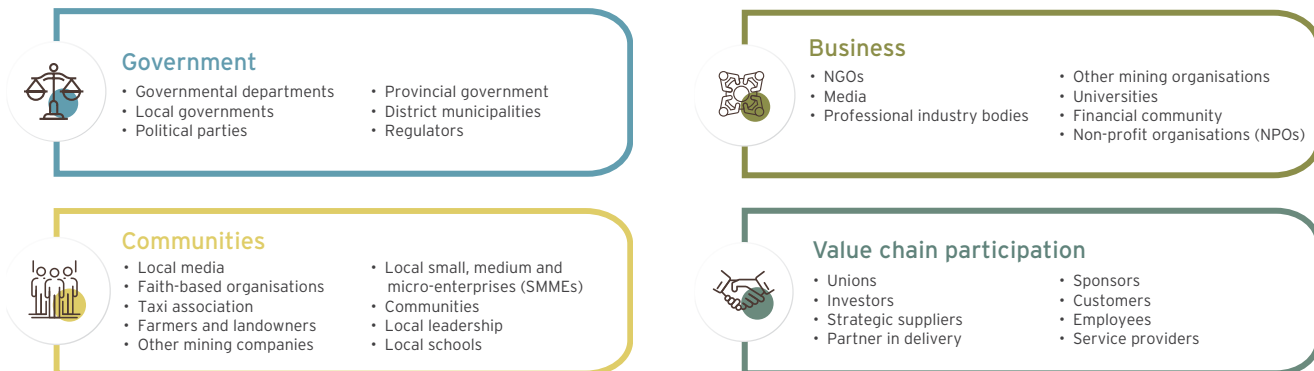 Government
• Governmental departments
• Local governments
• Political parties
• Provincial government
• District municipalities
• Regulators
Business
• NGOs
• Media
• Professional industry bodies
• Other mining organisations
• Universities
• Financial community
• Non-profit organisations (NPOs)
Communities
• Local media
• Faith-based organisations
• Taxi association
• Farmers and landowners
• Other mining companies
• Local small, medium and
micro-enterprises (SMMEs)
• Communities
• Local leadership
• Local schools
Value chain participation
• Unions
• Investors
• Strategic suppliers
• Partner in delivery
• Sponsors
• Customers
• Employees
• Service providers